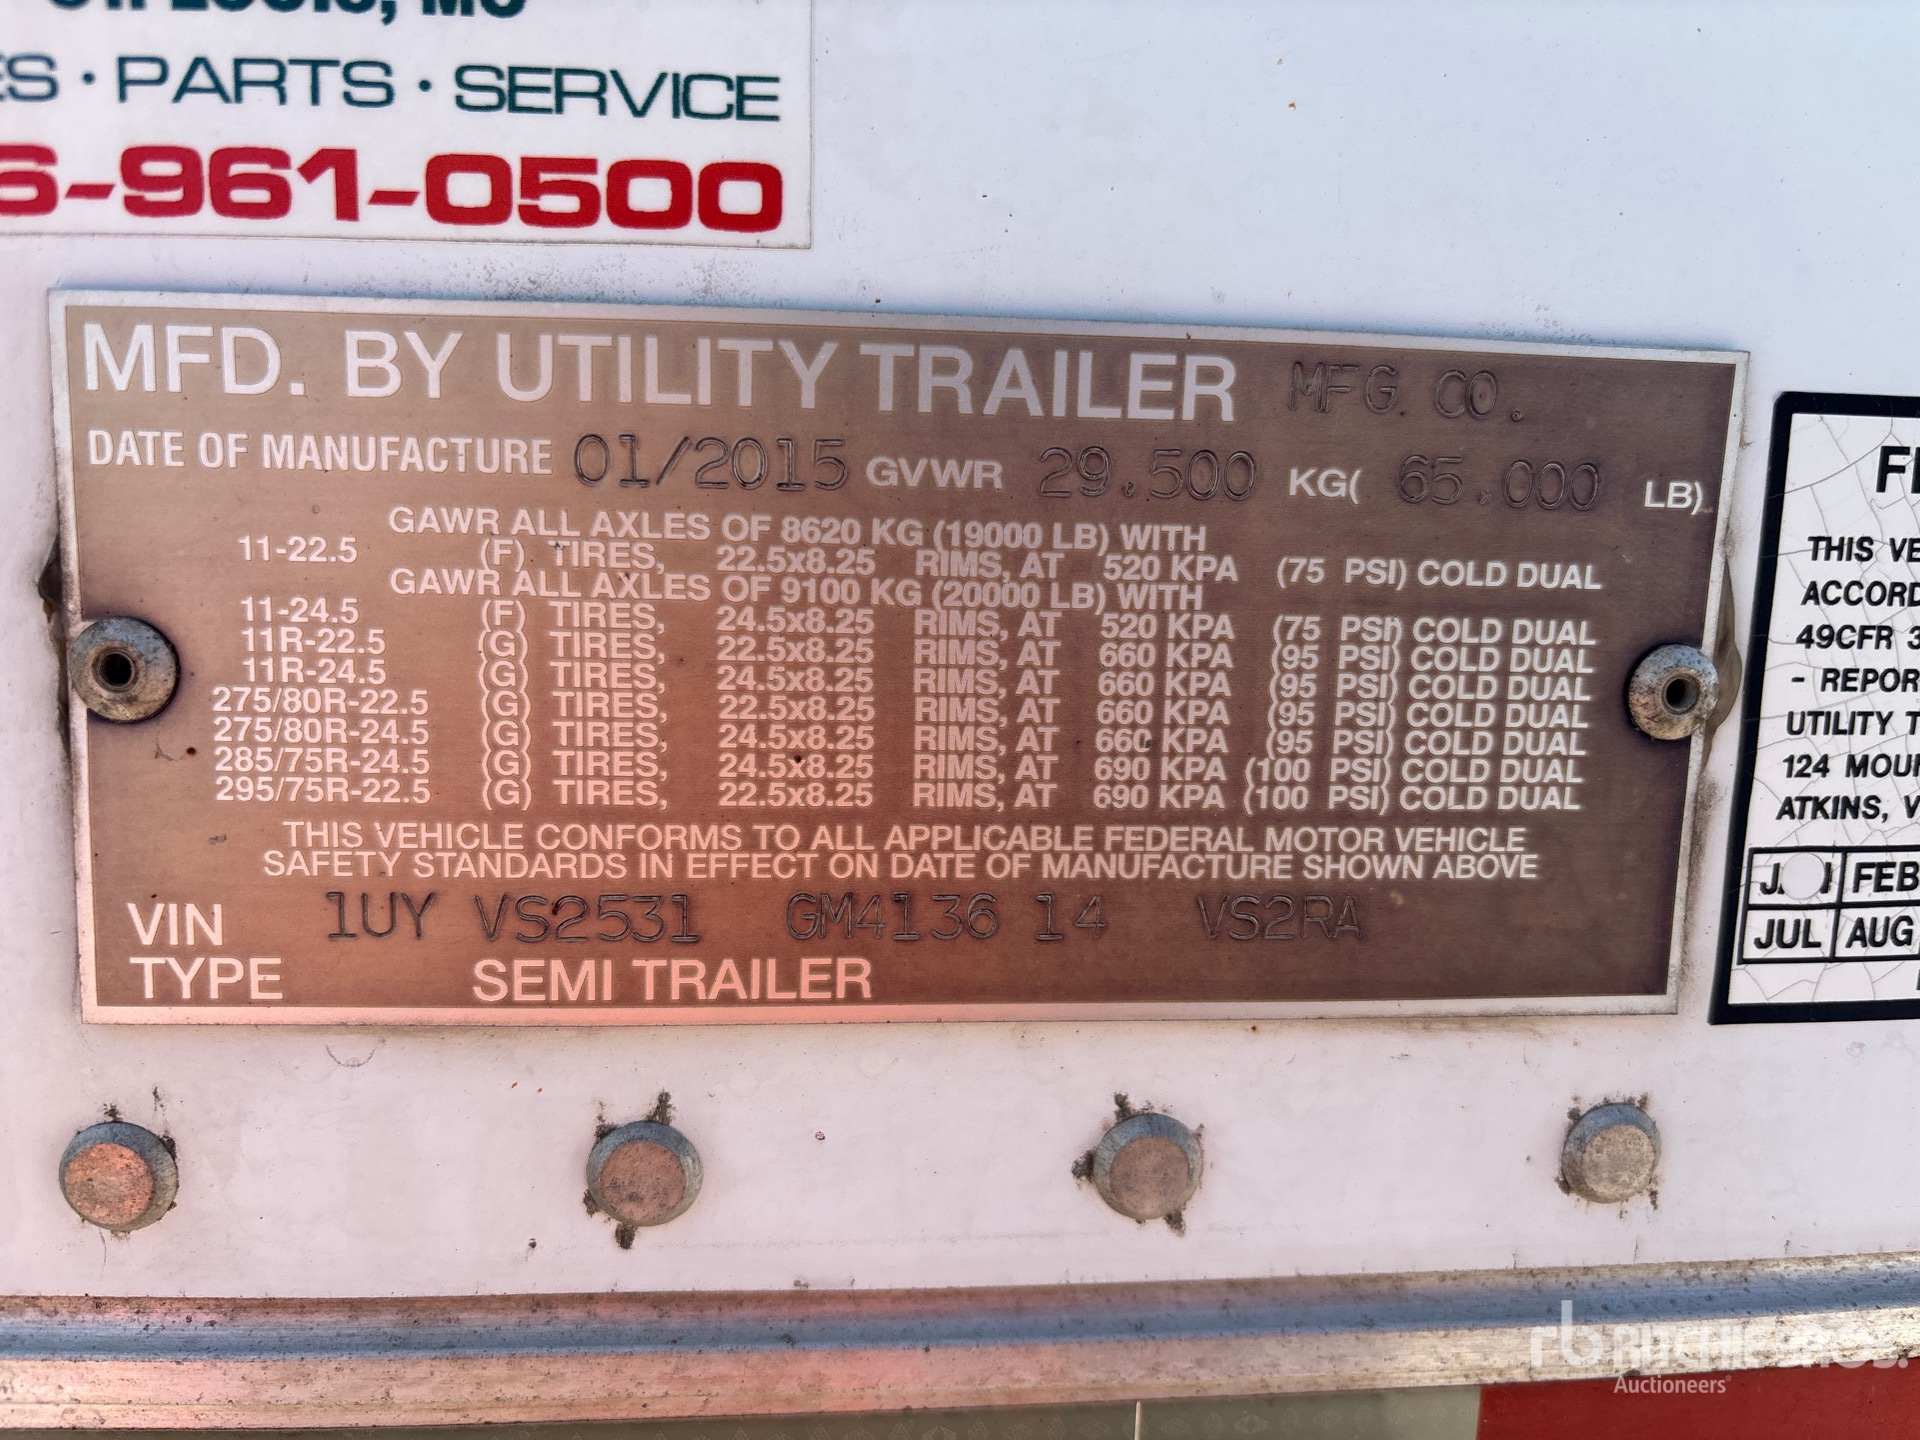 MO
ES · PARTS · SERVICE
6-961-0500
MFD. BY UTILITY TRAILER MFG. CO.
DATE OF MANUFACTURE 01/2015 GVWR 29,500 KG( 65,000 LB)
GAWR ALL AXLES OF 8620 KG (19000 LB) WITH
11-22.5 (F) TIRES, 22.5x8.25 RIMS, AT 520 KPA (75 PSI) COLD DUAL
GAWR ALL AXLES OF 9100 KG (20000 LB) WITH
11-24.5 (F) TIRES, 24.5x8.25 RIMS, AT 520 KPA (75 PSI) COLD DUAL
11R-22.5 (G) TIRES, 22.5x8.25 RIMS, AT 660 KPA (95 PSI) COLD DUAL
11R-24.5 (G) TIRES, 24.5x8.25 RIMS, AT 660 KPA (95 PSI) COLD DUAL
275/80R-22.5 (G) TIRES, 22.5x8.25 RIMS, AT 660 KPA (95 PSI) COLD DUAL
275/80R-24.5 (G) TIRES, 24.5x8.25 RIMS, AT 660 KPA (95 PSI) COLD DUAL
285/75R-24.5 (G) TIRES, 24.5x8.25 RIMS, AT 690 KPA (100 PSI) COLD DUAL
295/75R-22.5 (G) TIRES, 22.5x8.25 RIMS, AT 690 KPA (100 PSI) COLD DUAL
THIS VEHICLE CONFORMS TO ALL APPLICABLE FEDERAL MOTOR VEHICLE
SAFETY STANDARDS IN EFFECT ON DATE OF MANUFACTURE SHOWN ABOVE
VIN 1UY VS2531 GM4136 14 VS2RA
TYPE SEMI TRAILER
THIS VE
ACCORD
49CFR 3
- REPOR
UTILITY T
124 MOU
ATKINS, V
FEB
JUL AUG
rb RITCHIE BROS.
Auctioneers